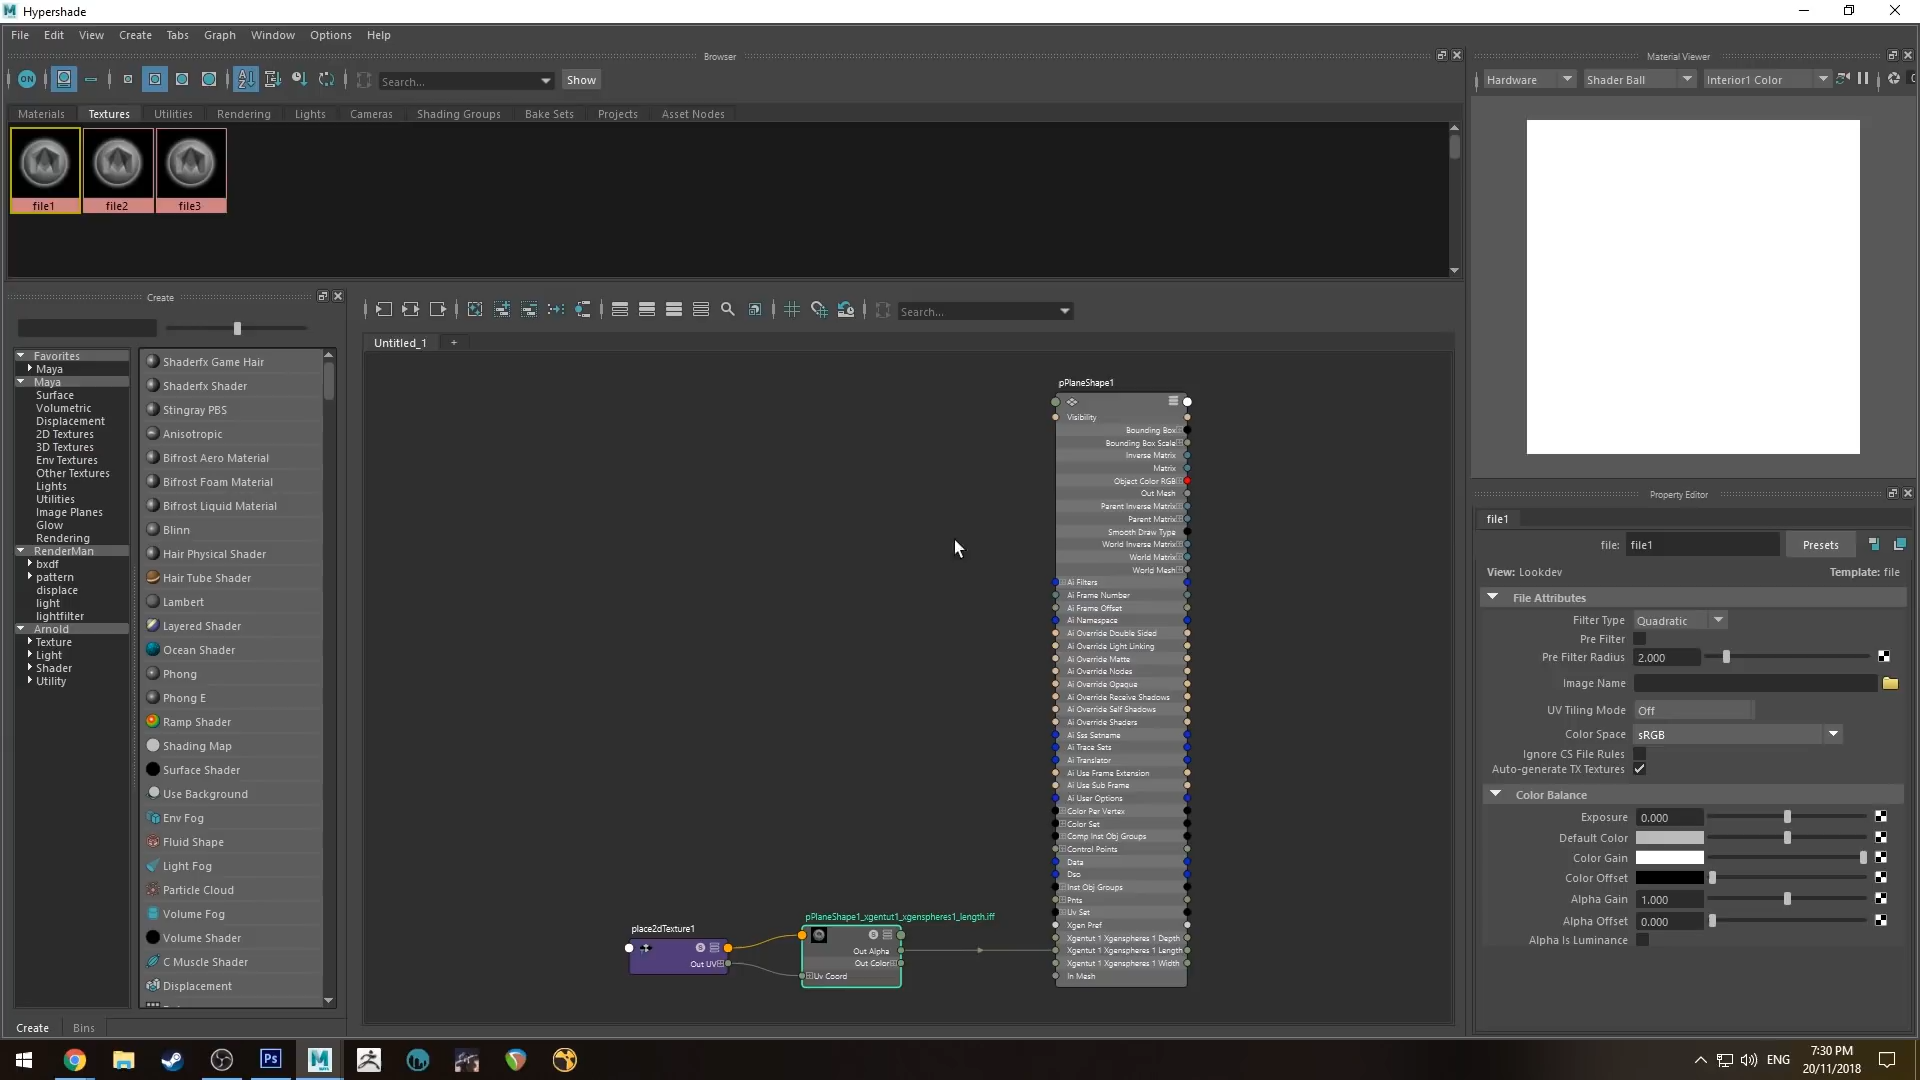 Hypershade
File Edit View Create Tabs Graph Window Options Help
Browser
Material Viewer
ON
Search...
Show
Hardware
Shader Ball
Interior1 Color
Materials Textures Utilities Rendering Lights Cameras Shading Groups Bake Sets Projects Asset Nodes
file1
file2
file3
Create
Search...
Untitled_1 +
Favorites
Maya
Maya
Surface
Volumetric
Displacement
2D Textures
3D Textures
Env Textures
Other Textures
Lights
Utilities
Image Planes
Glow
Rendering
RenderMan
bxdf
pattern
displace
light
lightfilter
Arnold
Texture
Light
Shader
Utility
Shaderfx Game Hair
Shaderfx Shader
Stingray PBS
Anisotropic
Bifrost Aero Material
Bifrost Foam Material
Bifrost Liquid Material
Blinn
Hair Physical Shader
Hair Tube Shader
Lambert
Layered Shader
Ocean Shader
Phong
Phong E
Ramp Shader
Shading Map
Surface Shader
Use Background
Env Fog
Fluid Shape
Light Fog
Particle Cloud
Volume Fog
Volume Shader
C Muscle Shader
Displacement
Create Bins
place2dTexture1
Out UV
pPlaneShape1_xgentut1_xgenspheres1_length.iff
Out Alpha
Out Color
Uv Coord
pPlaneShape1
Visibility
Bounding Box
Bounding Box Scale
Inverse Matrix
Matrix
Object Color RGB
Out Mesh
Parent Inverse Matrix
Parent Matrix
Smooth Draw Type
World Inverse Matrix
World Matrix
World Mesh
Ai Filters
Ai Frame Number
Ai Frame Offset
Ai Namespace
Ai Override Double Sided
Ai Override Light Linking
Ai Override Matte
Ai Override Nodes
Ai Override Opaque
Ai Override Receive Shadows
Ai Override Self Shadows
Ai Override Shaders
Ai Sss Setname
Ai Trace Sets
Ai Translator
Ai Use Frame Extension
Ai Use Sub Frame
Ai User Options
Color Per Vertex
Color Set
Comp Inst Obj Groups
Control Points
Data
Dso
Inst Obj Groups
Pnts
Uv Set
Xgen Pref
Xgentut 1 Xgenspheres 1 Depth
Xgentut 1 Xgenspheres 1 Length
Xgentut 1 Xgenspheres 1 Width
In Mesh
Property Editor
file1
file: file1 Presets
View: Lookdev Template: file
File Attributes
Filter Type Quadratic
Pre Filter
Pre Filter Radius 2.000
Image Name
UV Tiling Mode Off
Color Space sRGB
Ignore CS File Rules
Auto-generate TX Textures
Color Balance
Exposure 0.000
Default Color
Color Gain
Color Offset
Alpha Gain 1.000
Alpha Offset 0.000
Alpha Is Luminance
Ps
ENG
7:30 PM
20/11/2018